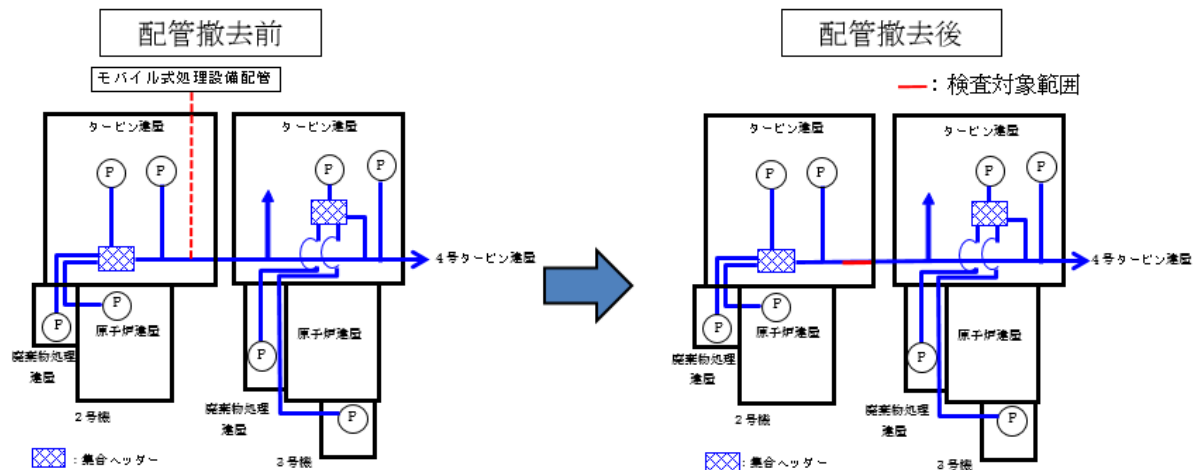 配管撤去前
モバイル式処理設備配管
タービン建屋
タービン建屋
P
P
P
P
4号タービン建屋
P
P
原子炉建屋
廃棄物処理
建屋
2号機
P
原子炉建屋
廃棄物処理
建屋
P
3号機
:集合ヘッダー
配管撤去後
:検査対象範囲
タービン建屋
タービン建屋
P
P
P
P
4号タービン建屋
P
P
原子炉建屋
廃棄物処理
建屋
2号機
P
原子炉建屋
廃棄物処理
建屋
P
3号機
:集合ヘッダー